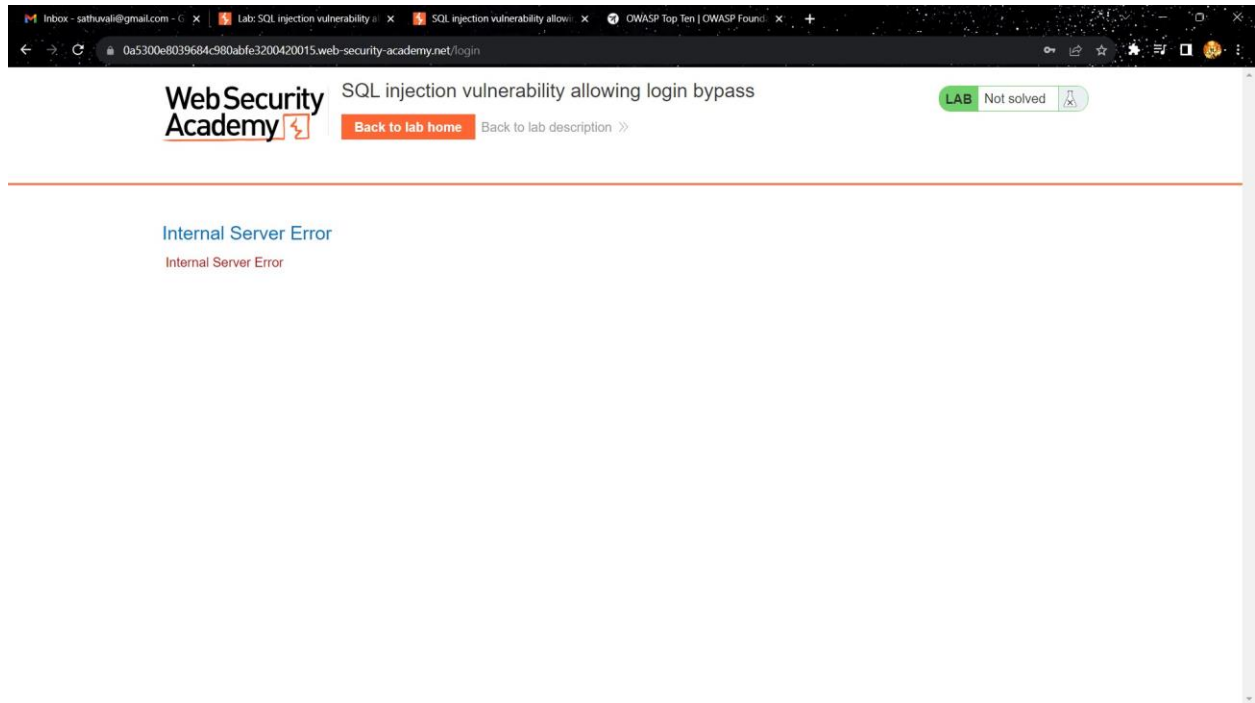 Inbox - sathuvali@gmail.com - G
Lab: SQL injection vulnerability al
SQL injection vulnerability allowin
OWASP Top Ten | OWASP Found
0a5300e8039684c980abfe3200420015.web-security-academy.net/login
Web Security
Academy
SQL injection vulnerability allowing login bypass
Back to lab home
Back to lab description
LAB
Not solved
Internal Server Error
Internal Server Error